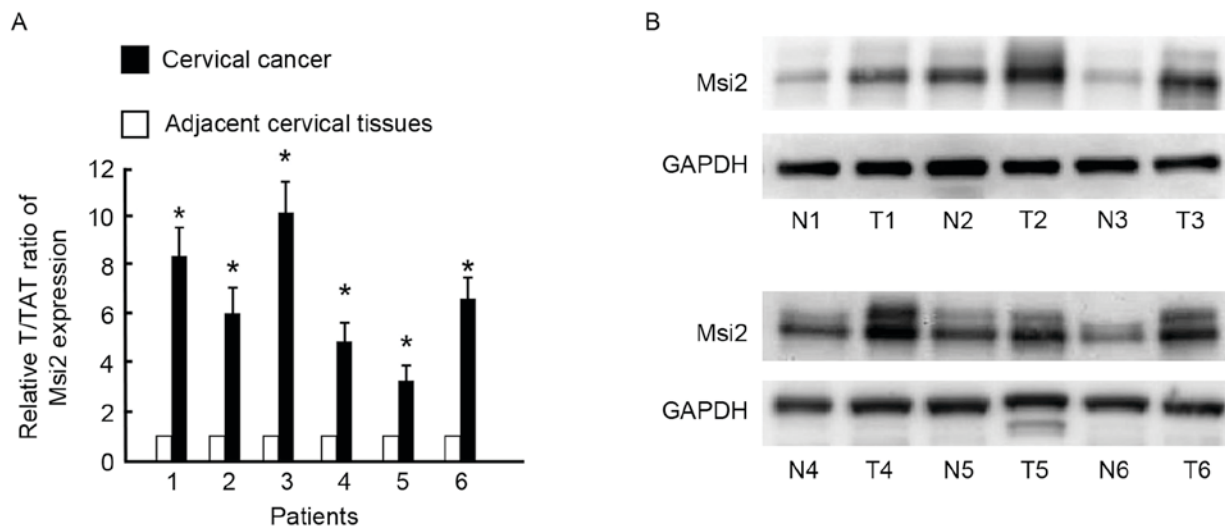 A
Cervical cancer
Adjacent cervical tissues
Relative T/TAT ratio of
Msi2 expression
12
10
8
6
4
2
0
*
*
*
*
*
*
1 2 3 4 5 6
Patients
B
Msi2
GAPDH
N1 T1 N2 T2 N3 T3
Msi2
GAPDH
N4 T4 N5 T5 N6 T6